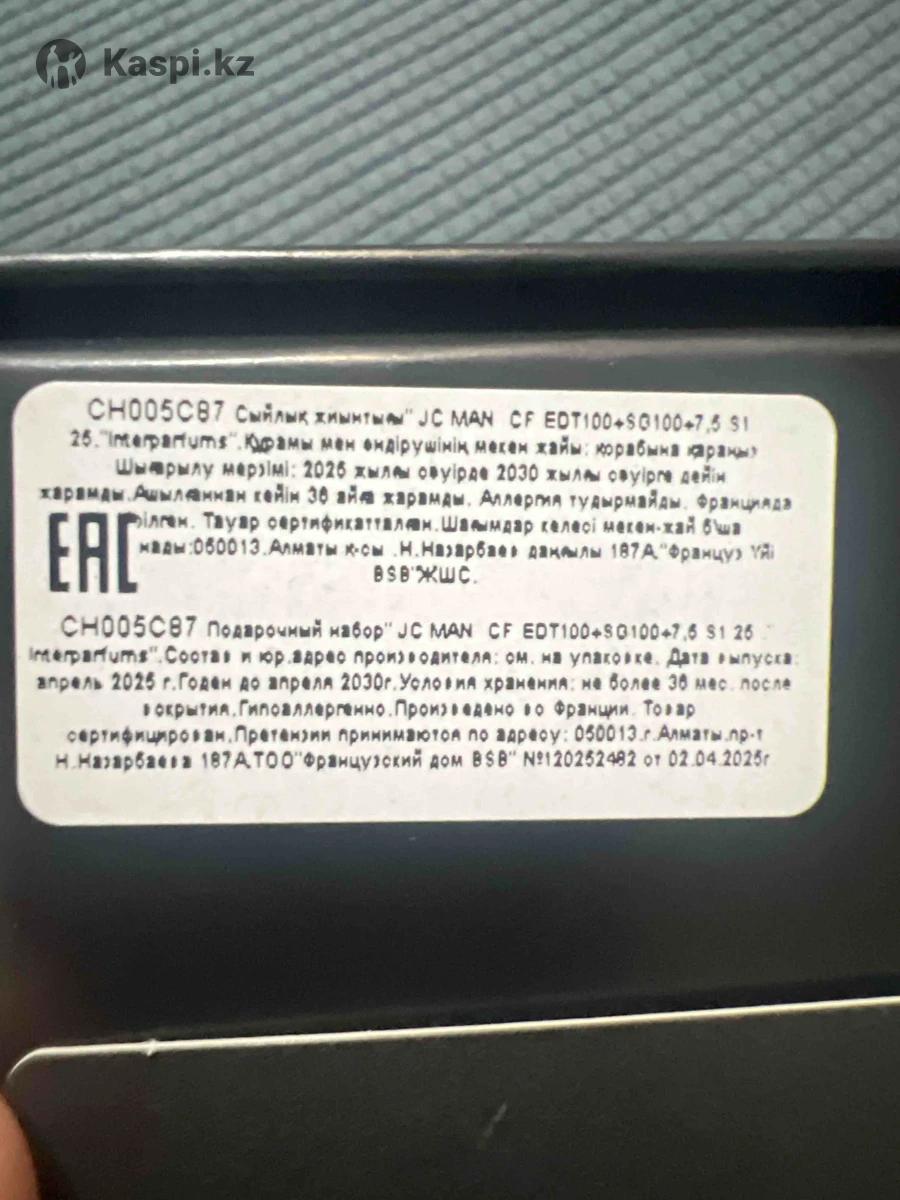 Kaspi.kz
CH005C87 Сыйлық жиынтығы" JC MAN CF EDT100+SG100+7,5 S1
25."Interparfums".Құрамы мен өндірушінің мекен жайы: қорабына қараңыз
Шығарылу мерзімі: 2025 жылғы сәуірде 2030 жылғы сәуірге дейін
жарамды.Ашылғаннан кейін 36 айға жарамды. Аллергия тудырмайды. Францияда
рілген. Тауар сертификатталған.Шағымдар келесі мекен-жай б'ша
EAC
нады:050013.Алматы қ-сы .Н.Назарбаев даңғылы 187А."Француз Үйі
BSB"ЖШС.
CH005C87 Подарочный набор" JC MAN CF EDT100+SG100+7,5 S1 25 ."
Interparfums".Состав и юр.адрес производителя: см. на упаковке. Дата выпуска:
апрель 2025 г.Годен до апреля 2030г.Условия хранения: не более 36 мес. после
вскрытия.Гипоаллергенно.Произведено во Франции. Товар
сертифицирован.Претензии принимаются по адресу: 050013.г.Алматы.пр-т
Н.Назарбаева 187А.ТОО"Французский дом BSB" №120252482 от 02.04.2025г